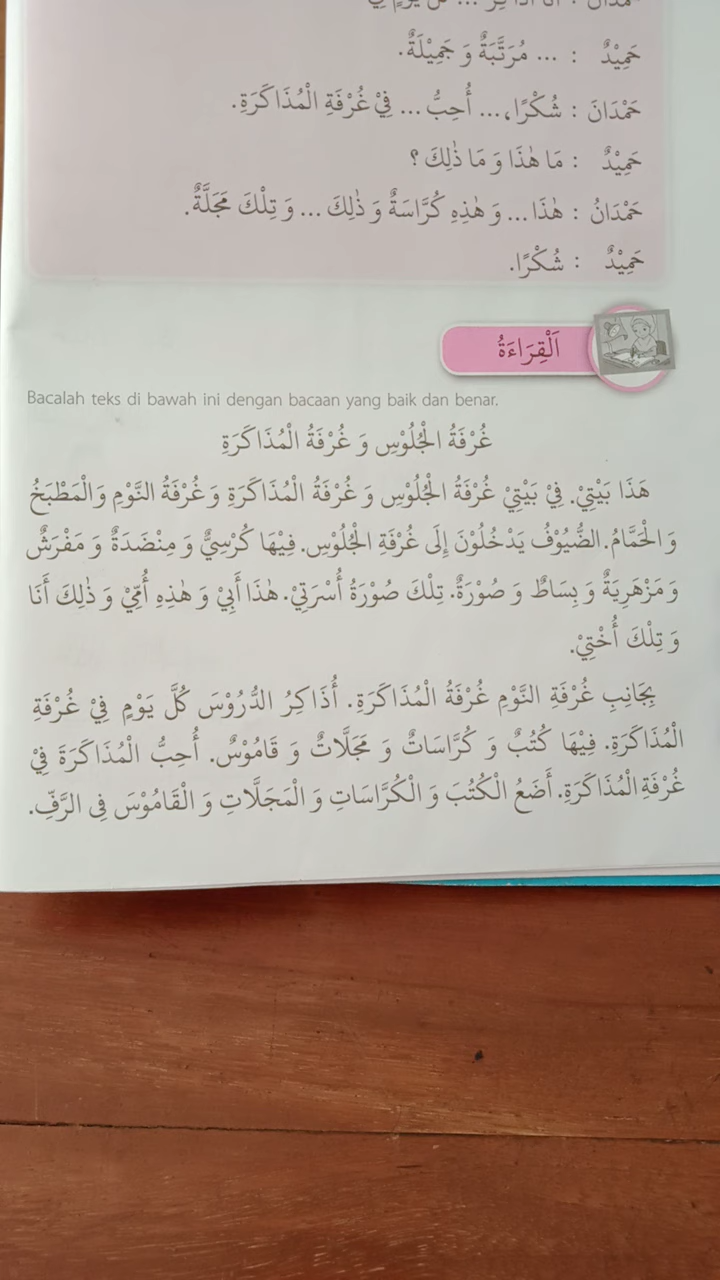 حَمِيْدٌ : ... مُرَتَّبَةٌ وَ جَمِيْلَةٌ.
حَمْدَانَ : شُكْرًا،... أُحِبُّ ... فِيْ غُرْفَةِ الْمُذَاكَرَةِ.
حَمِيْدٌ : مَا هٰذَا وَ مَا ذٰلِكَ ؟
حَمْدَانُ : هٰذَا... وَ هٰذِهِ كُرَّاسَةٌ وَ ذٰلِكَ ... وَ تِلْكَ مَجَلَّةٌ.
حَمِيْدٌ : شُكْرًا.
اَلْقِرَاءَةُ
Bacalah teks di bawah ini dengan bacaan yang baik dan benar.
غُرْفَةُ الْجُلُوْسِ وَ غُرْفَةُ الْمُذَاكَرَةِ
هَذَا بَيْتِيْ. فِيْ بَيْتِيْ غُرْفَةُ الْجُلُوْسِ وَ غُرْفَةُ الْمُذَاكَرَةِ وَ غُرْفَةُ النَّوْمِ وَالْمَطْبَخُ
وَ الْحَمَّامُ. الضُّيُوْفُ يَدْخُلُوْنَ إِلَى غُرْفَةِ الْجُلُوْسِ. فِيْهَا كُرْسِيٌّ وَ مِنْضَدَةٌ وَ مَفْرَشٌ
وَ مَزْهَرِيَةٌ وَ بِسَاطٌ وَ صُوْرَةٌ. تِلْكَ صُوْرَةُ أُسْرَتِيْ. هٰذَا أَبِيْ وَ هٰذِهِ أُمِّيْ وَ ذٰلِكَ أَنَا
وَ تِلْكَ أُخْتِيْ.
بِجَانِبِ غُرْفَةِ النَّوْمِ غُرْفَةُ الْمُذَاكَرَةِ. أُذَاكِرُ الدُّرُوْسَ كُلَّ يَوْمٍ فِيْ غُرْفَةِ
الْمُذَاكَرَةِ. فِيْهَا كُتُبٌ وَ كُرَّاسَاتٌ وَ مَجَلَّاتٌ وَ قَامُوْسٌ. أُحِبُّ الْمُذَاكَرَةَ فِيْ
غُرْفَةِ الْمُذَاكَرَةِ. أَضَعُ الْكُتُبَ وَ الْكُرَّاسَاتِ وَ الْمَجَلَّاتِ وَ الْقَامُوْسَ فِى الرَّفِّ.